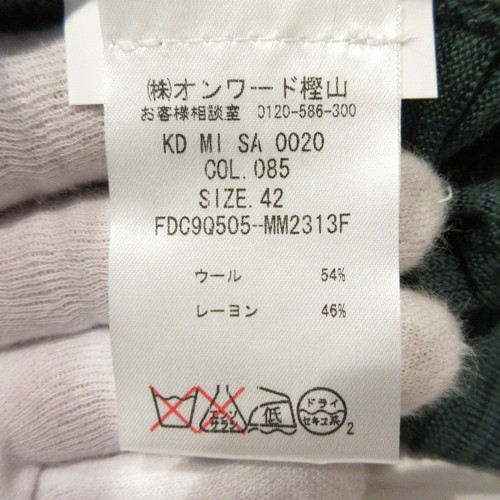 ㈱オンワード樫山
お客様相談室 0120-586-300
KD MI SA 0020
COL.085
SIZE.42
FDC9Q505-MM2313F
ウール 54%
レーヨン 46%
エンソ サラシ 低 ドライ セキユ系 2